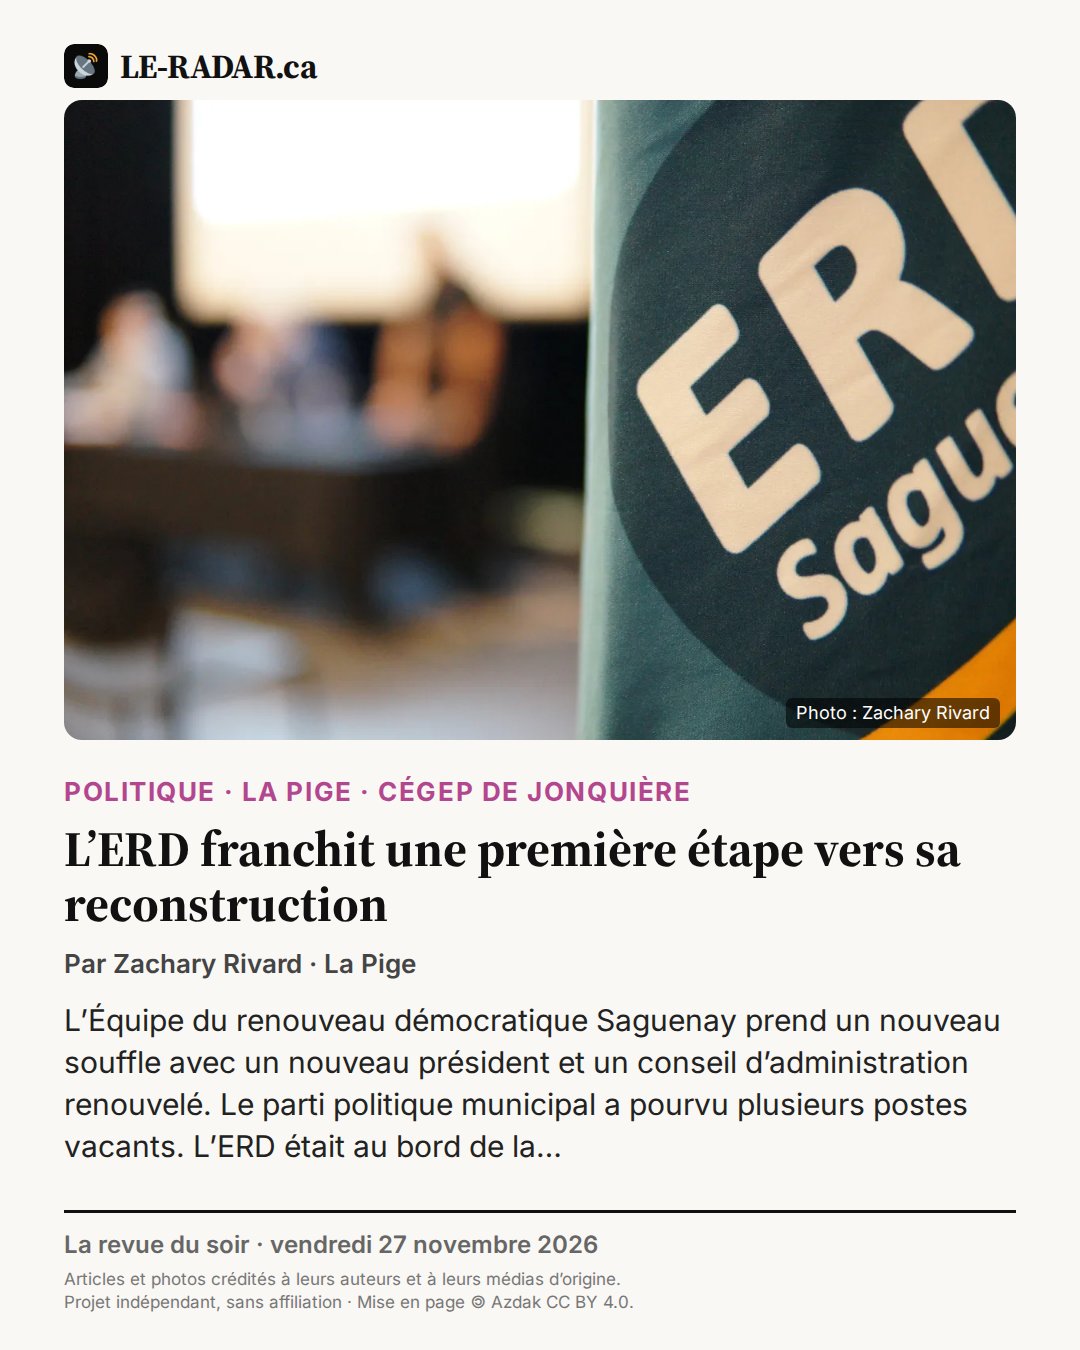 LE-RADAR.ca
ERD
Sague
Photo : Zachary Rivard
POLITIQUE · LA PIGE · CÉGEP DE JONQUIÈRE
L’ERD franchit une première étape vers sa
reconstruction
Par Zachary Rivard · La Pige
L’Équipe du renouveau démocratique Saguenay prend un nouveau
souffle avec un nouveau président et un conseil d’administration
renouvelé. Le parti politique municipal a pourvu plusieurs postes
vacants. L’ERD était au bord de la…
La revue du soir · vendredi 27 novembre 2026
Articles et photos crédités à leurs auteurs et à leurs médias d’origine.
Projet indépendant, sans affiliation · Mise en page © Azdak CC BY 4.0.